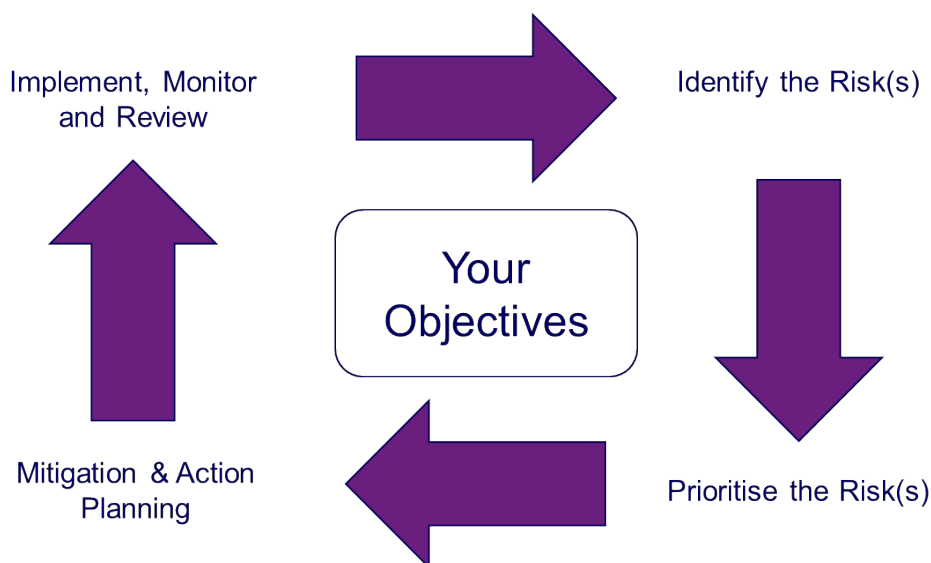 Implement, Monitor
and Review
Identify the Risk(s)
Your
Objectives
Mitigation & Action
Planning
Prioritise the Risk(s)